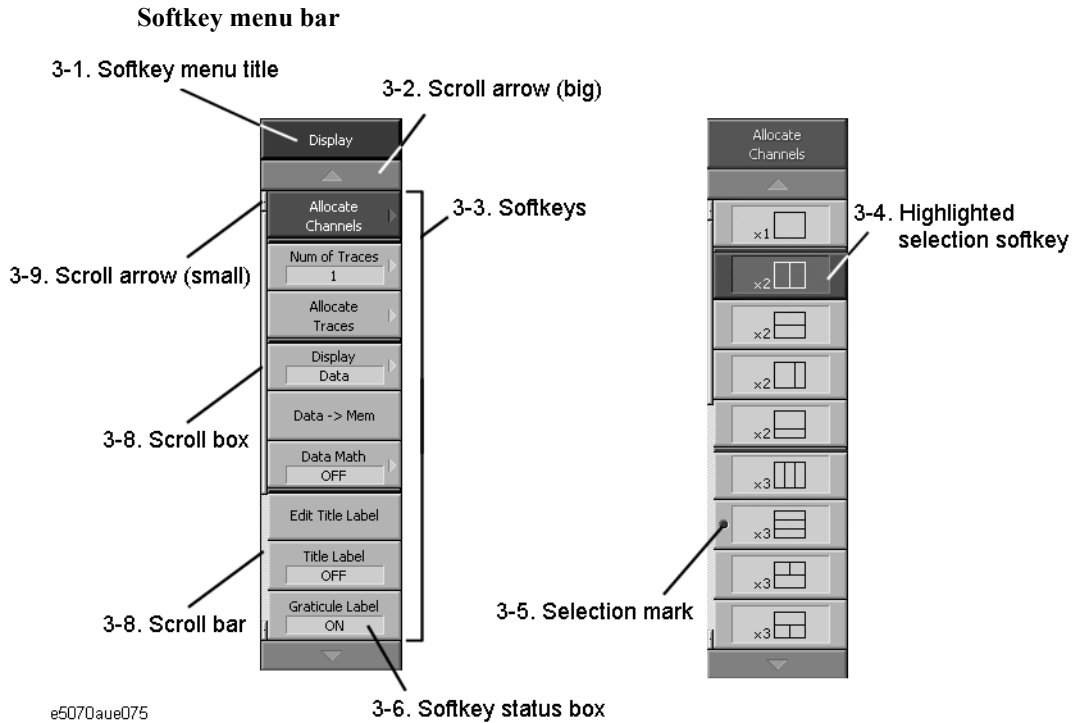 Softkey menu bar
3-1. Softkey menu title
3-2. Scroll arrow (big)
Display
Allocate
Channels
3-3. Softkeys
3-9. Scroll arrow (small)
Num of Traces
1
Allocate
Traces
Display
Data
3-8. Scroll box
Data -> Mem
Data Math
OFF
Edit Title Label
Title Label
OFF
3-8. Scroll bar
Graticule Label
ON
3-6. Softkey status box
Allocate
Channels
×1
3-4. Highlighted
selection softkey
×2
×2
×2
×2
×3
×3
3-5. Selection mark
×3
×3
e5070aue075